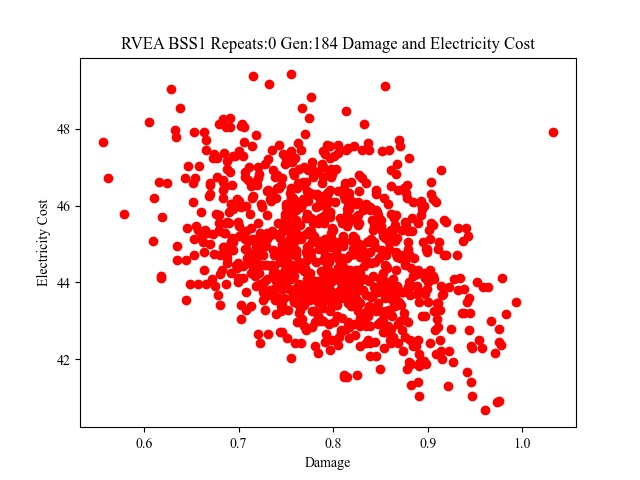 RVEA BSS1 Repeats:0 Gen:184 Damage and Electricity Cost
48
46
44
42
Electricity Cost
0.6 0.7 0.8 0.9 1.0
Damage